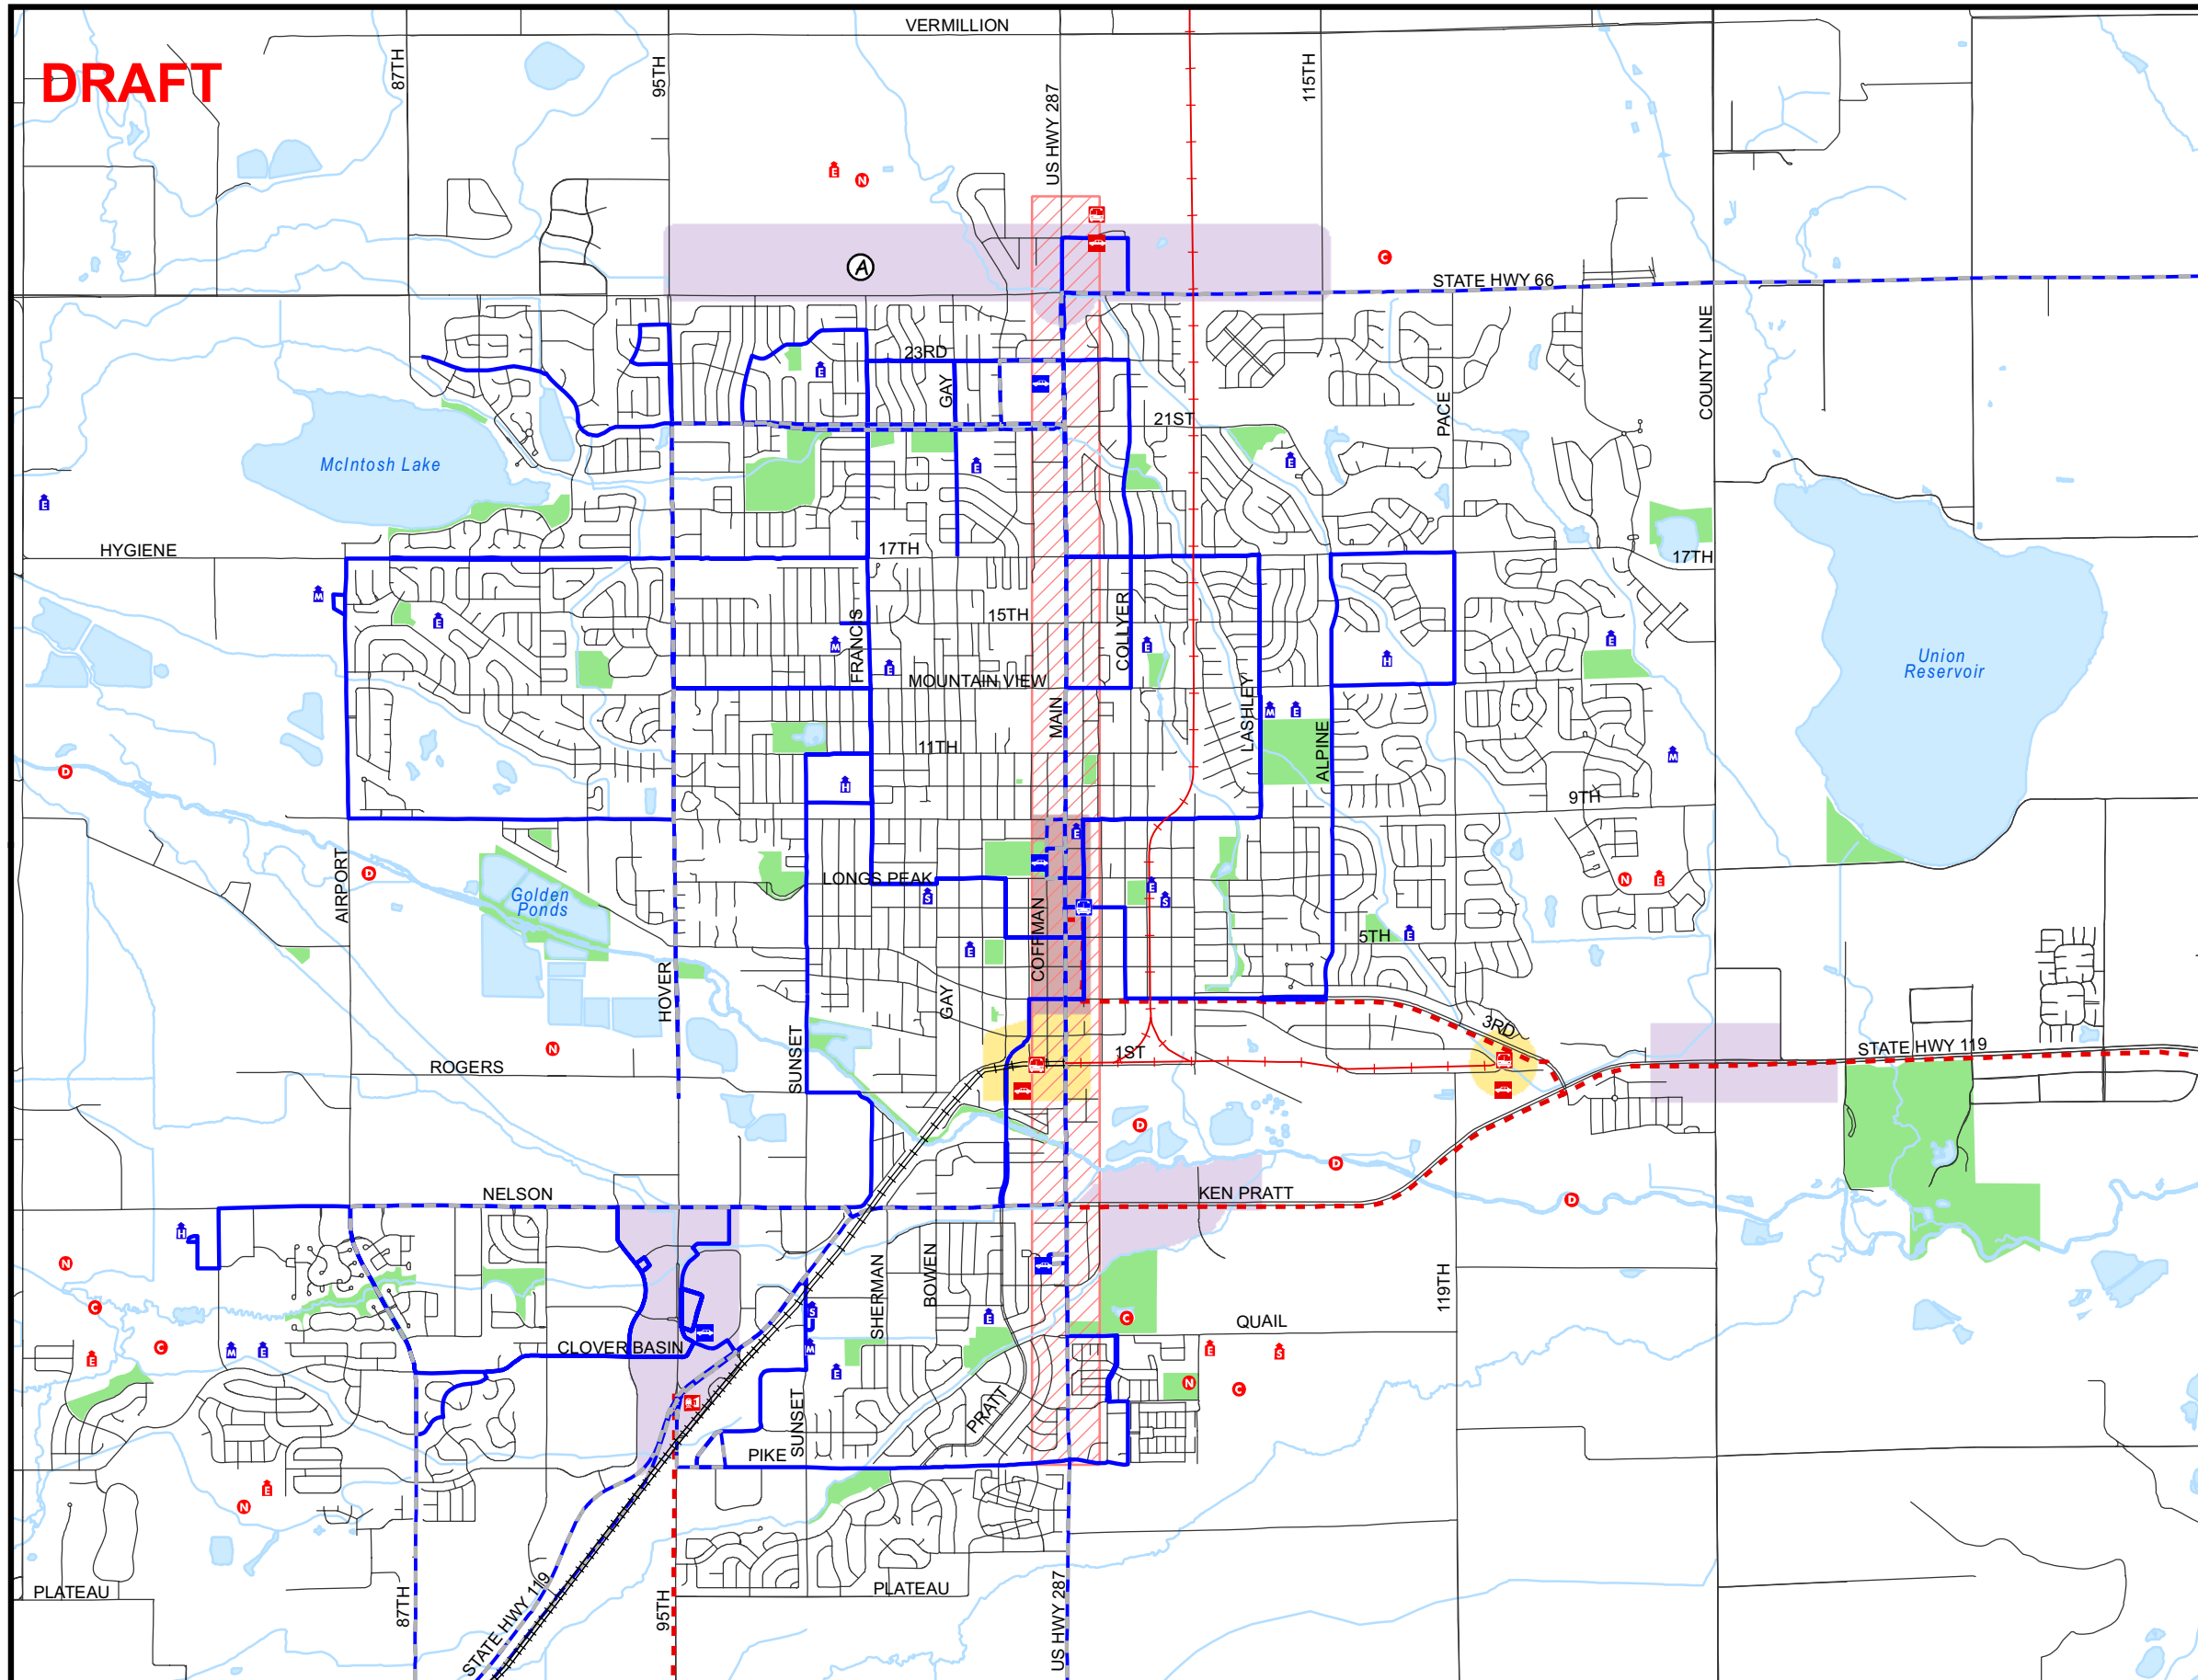 VERMILLION
DRAFT
87TH
95TH
US HWY 287
115TH
E
N
A
C
STATE HWY 66
COUNTY LINE
23RD
E
GAY
21ST
PACE
McIntosh Lake
E
E
E
HYGIENE
17TH
17TH
M
E
15TH
M
FRANCIS
E
COLLYER
E
E
H
MOUNTAIN VIEW
Union
Reservoir
MAIN
LASHLEY
M
E
ALPINE
11TH
M
D
H
9TH
E
AIRPORT
D
LONGS PEAK
Golden
Ponds
S
E
S
N
E
COFFMAN
5TH
E
E
HOVER
GAY
SUNSET
3RD
N
1ST
STATE HWY 119
ROGERS
D
D
NELSON
KEN PRATT
D
H
N
SHERMAN
BOWEN
119TH
C
S
E
C
QUAIL
C
M
E
CLOVER BASIN
M
E
E
E
S
N
C
SUNSET
PRATT
PIKE
E
N
PLATEAU
87TH
STATE HWY 119
95TH
PLATEAU
US HWY 287